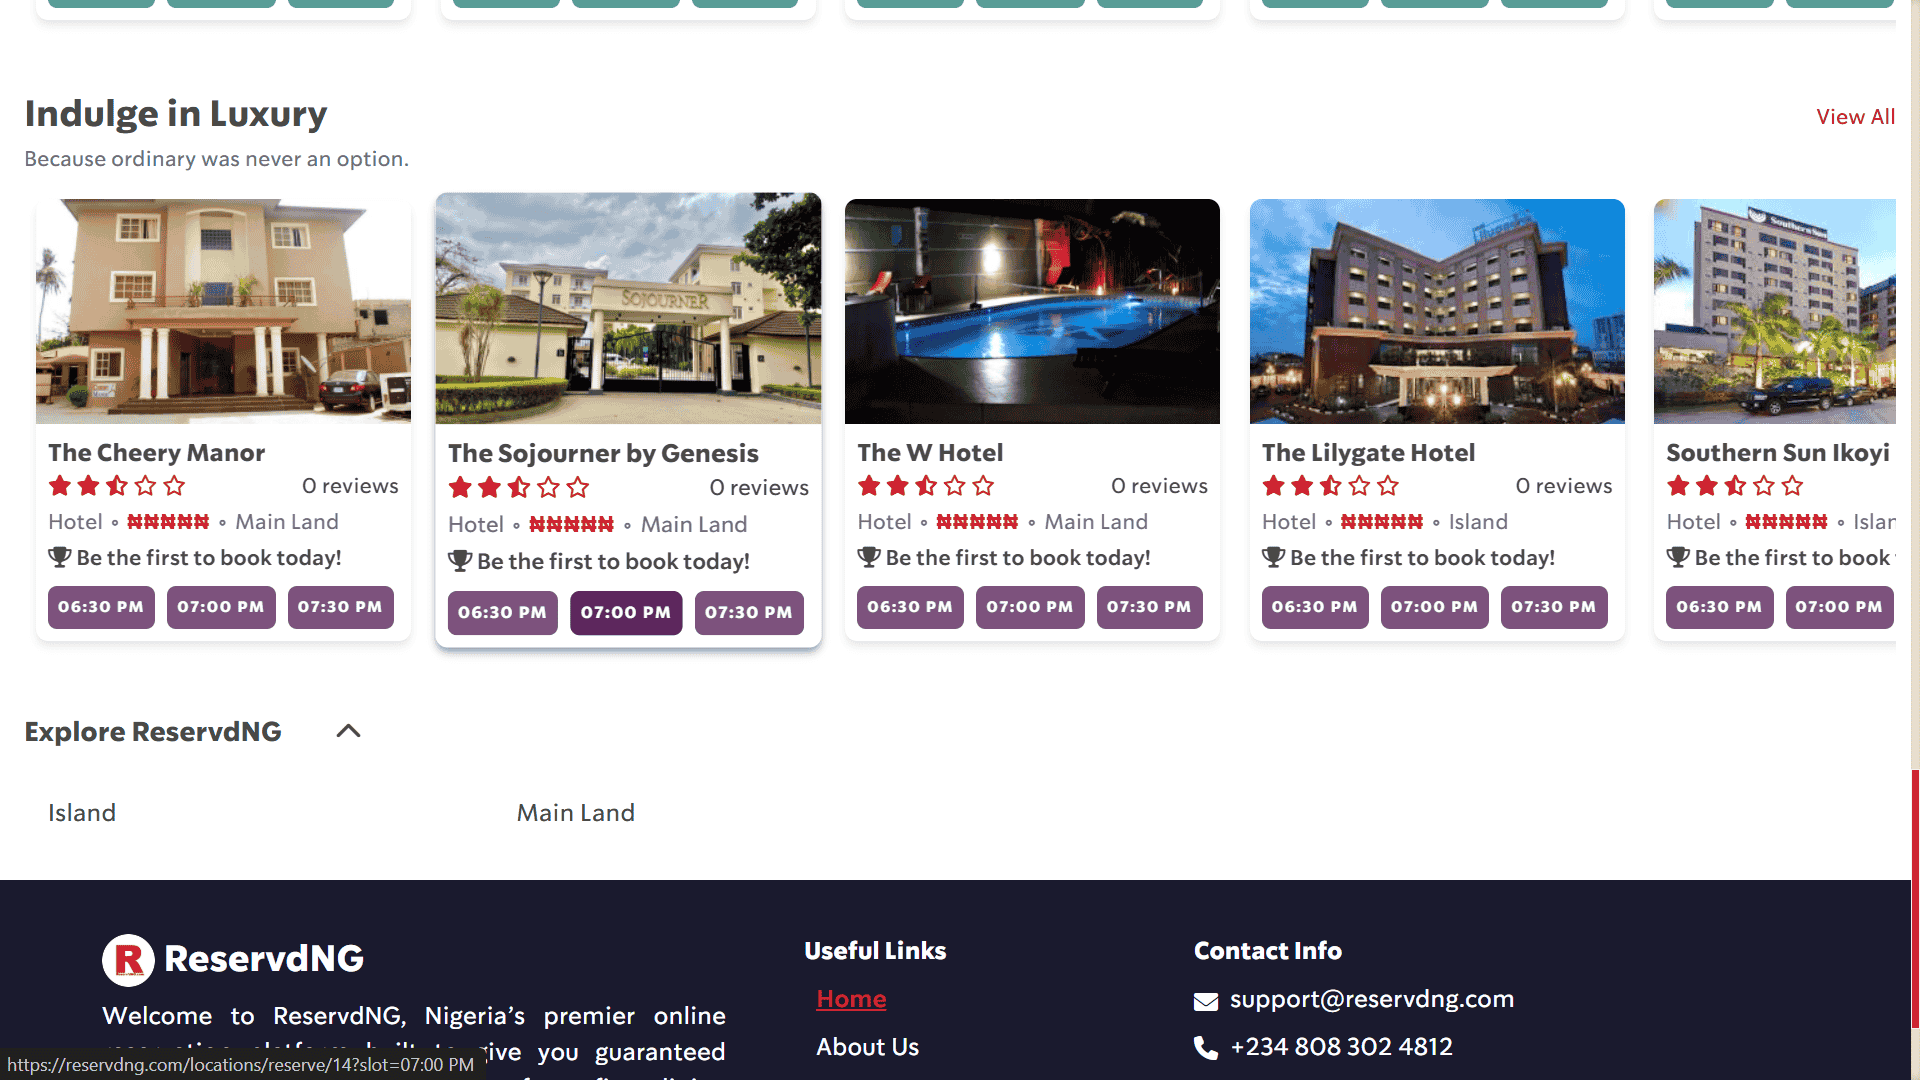 Indulge in Luxury
View All
Because ordinary was never an option.
SOJOURNER
Southern Sun
The Cheery Manor
0 reviews
Hotel • ₦₦₦₦₦ • Main Land
Be the first to book today!
06:30 PM 07:00 PM 07:30 PM
The Sojourner by Genesis
0 reviews
Hotel • ₦₦₦₦₦ • Main Land
Be the first to book today!
06:30 PM 07:00 PM 07:30 PM
The W Hotel
0 reviews
Hotel • ₦₦₦₦₦ • Main Land
Be the first to book today!
06:30 PM 07:00 PM 07:30 PM
The Lilygate Hotel
0 reviews
Hotel • ₦₦₦₦₦ • Island
Be the first to book today!
06:30 PM 07:00 PM 07:30 PM
Southern Sun Ikoyi
Hotel • ₦₦₦₦₦ • Islan
Be the first to book
06:30 PM 07:00 PM
Explore ReservdNG
Island
Main Land
R ReservdNG
Welcome to ReservdNG, Nigeria's premier online
give you guaranteed
Useful Links
Home
About Us
Contact Info
support@reservdng.com
+234 808 302 4812
https://reservdng.com/locations/reserve/14?slot=07:00 PM